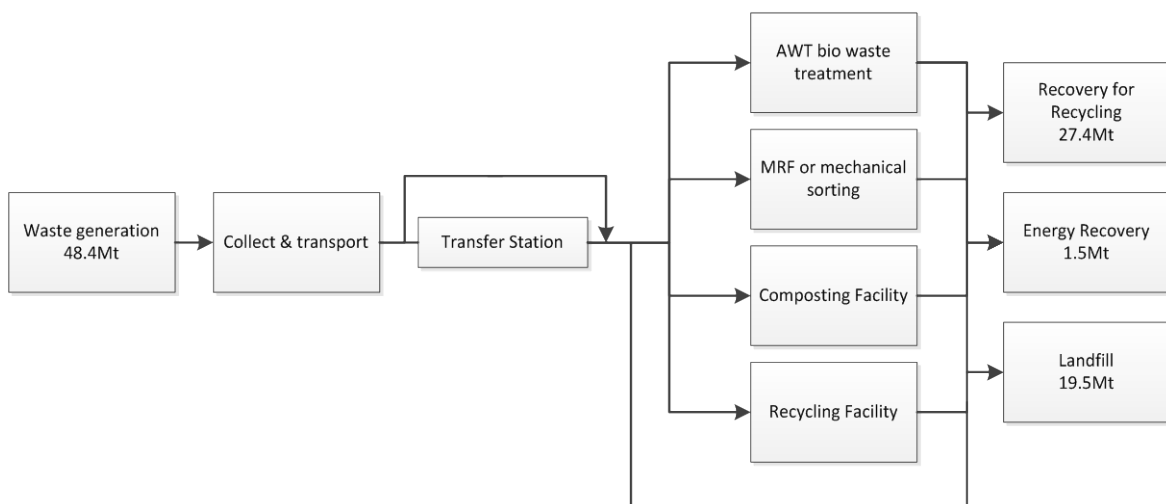 Waste generation
48.4Mt
Collect & transport
Transfer Station
AWT bio waste
treatment
MRF or mechanical
sorting
Composting Facility
Recycling Facility
Recovery for
Recycling
27.4Mt
Energy Recovery
1.5Mt
Landfill
19.5Mt